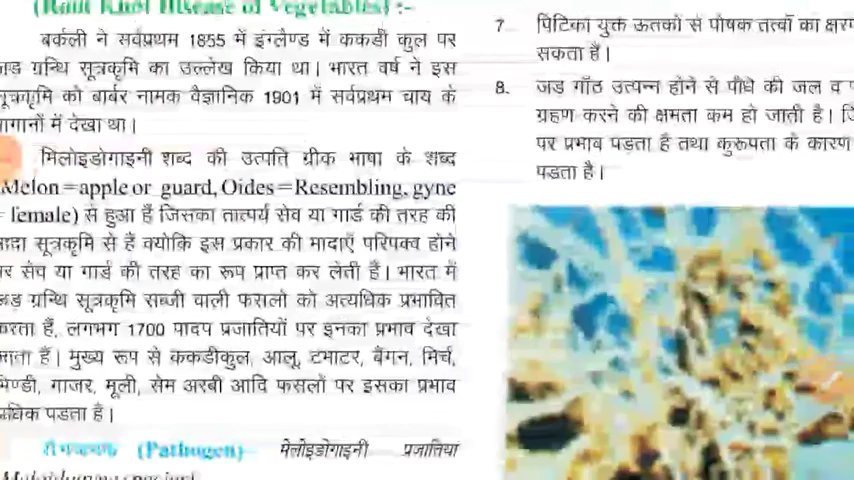 (Root Knot Disease of Vegetables) :-
बर्कली ने सर्वप्रथम 1855 में इंग्लैण्ड में ककडी कुल पर
जड़ ग्रन्थि सूत्रकृमि का उल्लेख किया था। भारत वर्ष ने इस
सूत्रकृमि को बार्बर नामक वैज्ञानिक 1901 में सर्वप्रथम चाय के
बागानों में देखा था।
मिलोइडोगाइनी शब्द की उत्पति ग्रीक भाषा के शब्द
Melon=apple or guard, Oides=Resembling, gyne
= female) से हुआ हैं जिसका तात्पर्य सेव या गार्ड की तरह की
मादा सूत्रकृमि से हैं क्योकि इस प्रकार की मादाएँ परिपक्व होने
पर सेव या गार्ड की तरह का रूप प्राप्त कर लेती हैं। भारत में
जड़ ग्रन्थि सूत्रकृमि सब्जी वाली फसलो को अत्यधिक प्रभावित
करता हैं, लगभग 1700 पादप प्रजातियों पर इनका प्रभाव देखा
जाता हैं। मुख्य रूप से ककडीकुल, आलू, टमाटर, बैंगन, मिर्च,
भिण्डी, गाजर, मूली, सेम अरबी आदि फसलों पर इसका प्रभाव
अधिक पडता है।
रोगजनक (Pathogen)- मेलोइडोगाइनी प्रजातिया
7. पिटिका युक्त ऊतको से पोषक तत्वों का
सकता है।
8. जड गाँठ उत्पन्न होने से पौधे की जल व
ग्रहण करने की क्षमता कम हो जाती है।
पर प्रभाव पड़ता है तथा कुरूपता के कारण
पडता है।